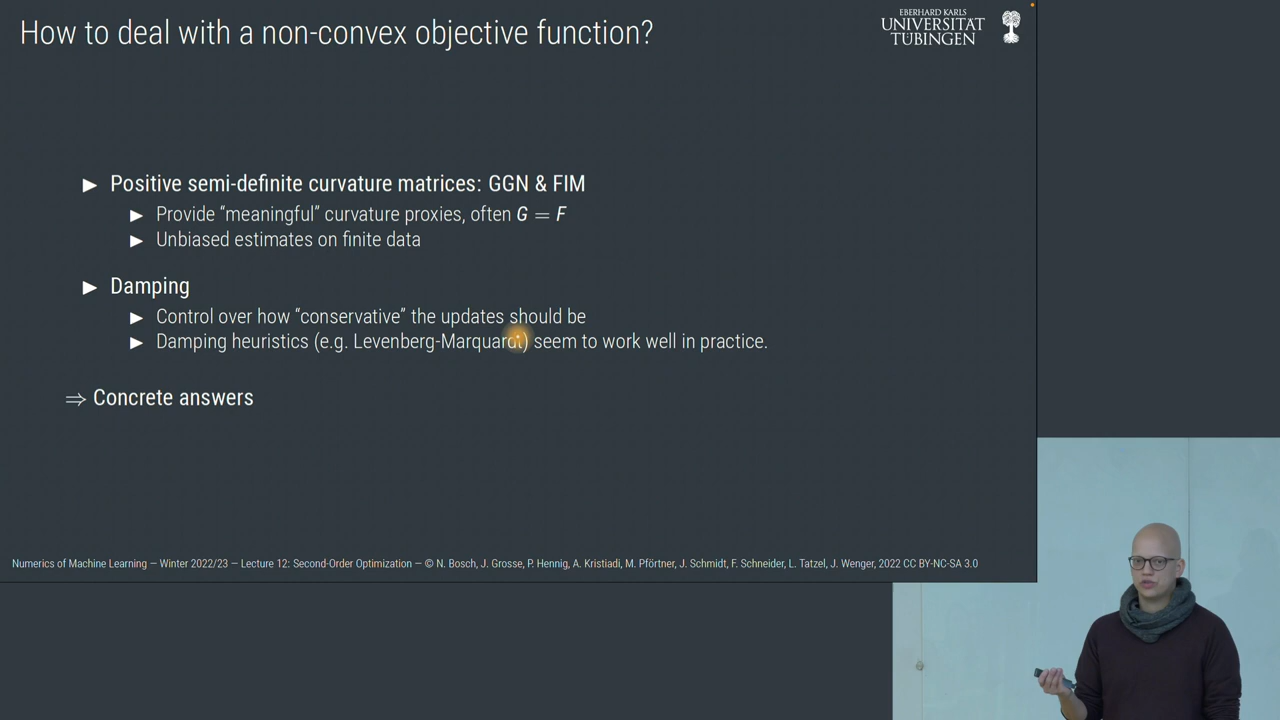 How to deal with a non-convex objective function?
EBERHARD KARLS
UNIVERSITÄT
TÜBINGEN
▶ Positive semi-definite curvature matrices: GGN & FIM
▶ Provide “meaningful” curvature proxies, often G = F
▶ Unbiased estimates on finite data
▶ Damping
▶ Control over how “conservative” the updates should be
▶ Damping heuristics (e.g. Levenberg-Marquardt) seem to work well in practice.
⇒ Concrete answers
Numerics of Machine Learning — Winter 2022/23 — Lecture 12: Second-Order Optimization — © N. Bosch, J. Grosse, P. Hennig, A. Kristiadi, M. Pförtner, J. Schmidt, F. Schneider, L. Tatzel, J. Wenger, 2022 CC BY-NC-SA 3.0